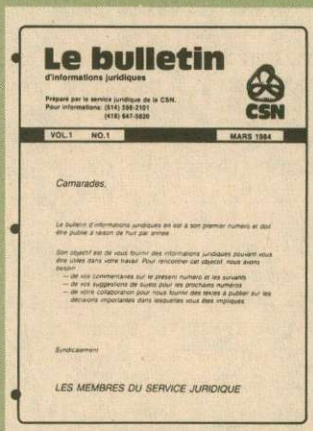 Le bulletin
d'informations juridiques
CSN
Préparé par le service juridique de la CSN.
Pour informations: (514) 598-2101
(418) 647-5820
VOL.1 NO.1 MARS 1984
Camarades,
Le bulletin d'informations juridiques en est à son premier numéro et doit
être publié à raison de huit par année.
Son objectif est de vous fournir des informations juridiques pouvant vous
être utiles dans votre travail. Pour rencontrer cet objectif, nous avons
besoin:
— de vos commentaires sur le présent numéro et les suivants
— de vos suggestions de sujets pour les prochains numéros
— de votre collaboration pour nous fournir des textes à publier sur les
décisions importantes dans lesquelles vous êtes impliqués.
Syndicalement
LES MEMBRES DU SERVICE JURIDIQUE